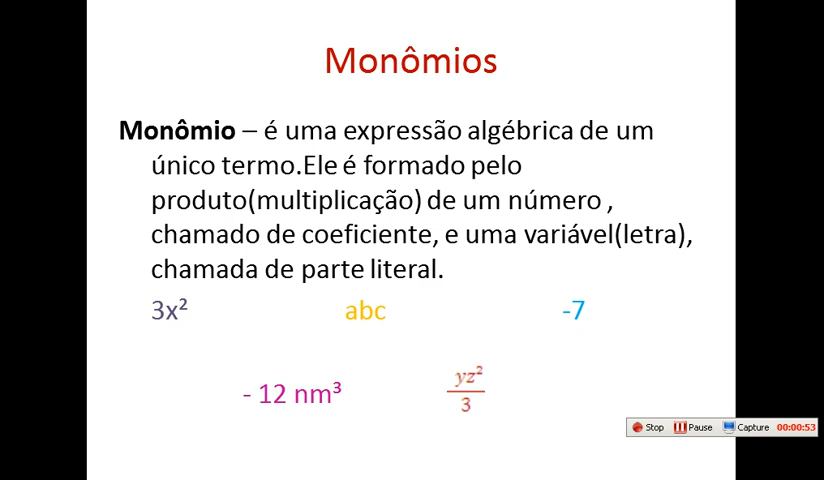 Monômios
Monômio – é uma expressão algébrica de um
único termo.Ele é formado pelo
produto(multiplicação) de um número ,
chamado de coeficiente, e uma variável(letra),
chamada de parte literal.
3x² abc -7
- 12 nm³ yz²/3
Stop Pause Capture 00:00:53